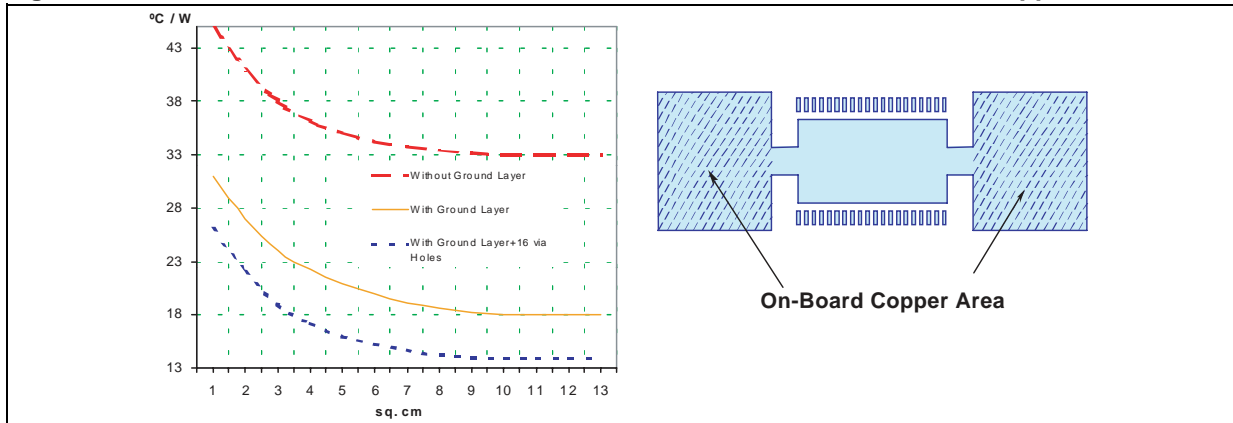 ºC / W
43
38
33
28
23
18
13
Without Ground Layer
With Ground Layer
With Ground Layer+16 via
Holes
1 2 3 4 5 6 7 8 9 10 11 12 13
sq. cm
On-Board Copper Area